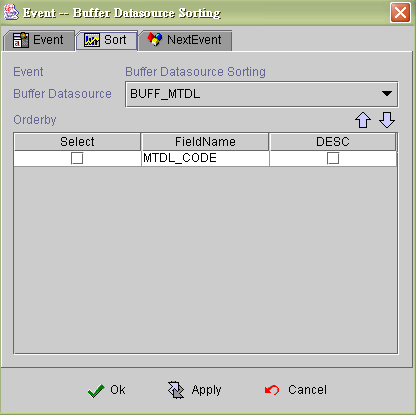 Event -- Buffer Datasource Sorting
Event Sort NextEvent
Event Buffer Datasource Sorting
Buffer Datasource BUFF_MTDL
Orderby
Select FieldName DESC
MTDL_CODE
Ok Apply Cancel